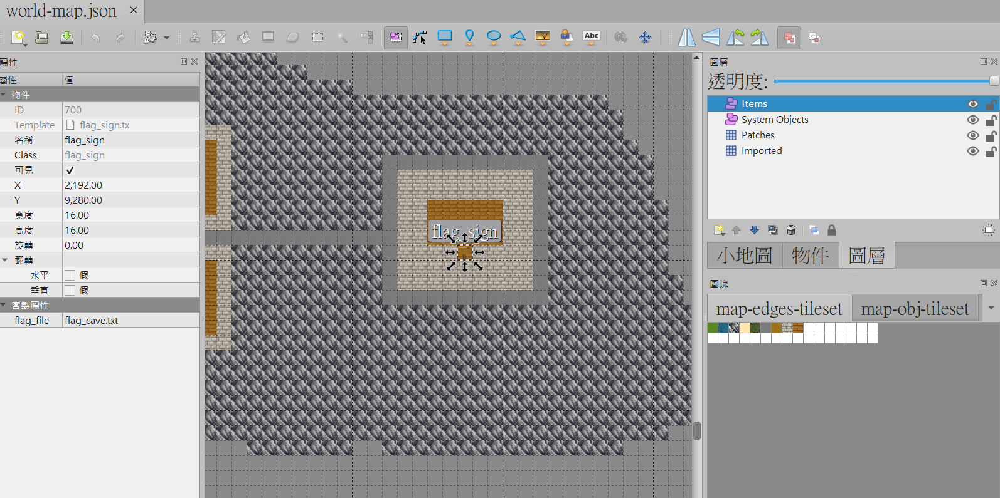 world-map.json
Abc
屬性
屬性 值
物件
ID 700
Template flag_sign.tx
名稱 flag_sign
Class flag_sign
可見
X 2,192.00
Y 9,280.00
寬度 16.00
高度 16.00
旋轉 0.00
翻轉
水平 假
垂直 假
客製屬性
flag_file flag_cave.txt
flag_sign
圖層
透明度:
Items
System Objects
Patches
Imported
小地圖 物件 圖層
圖塊
map-edges-tileset map-obj-tileset